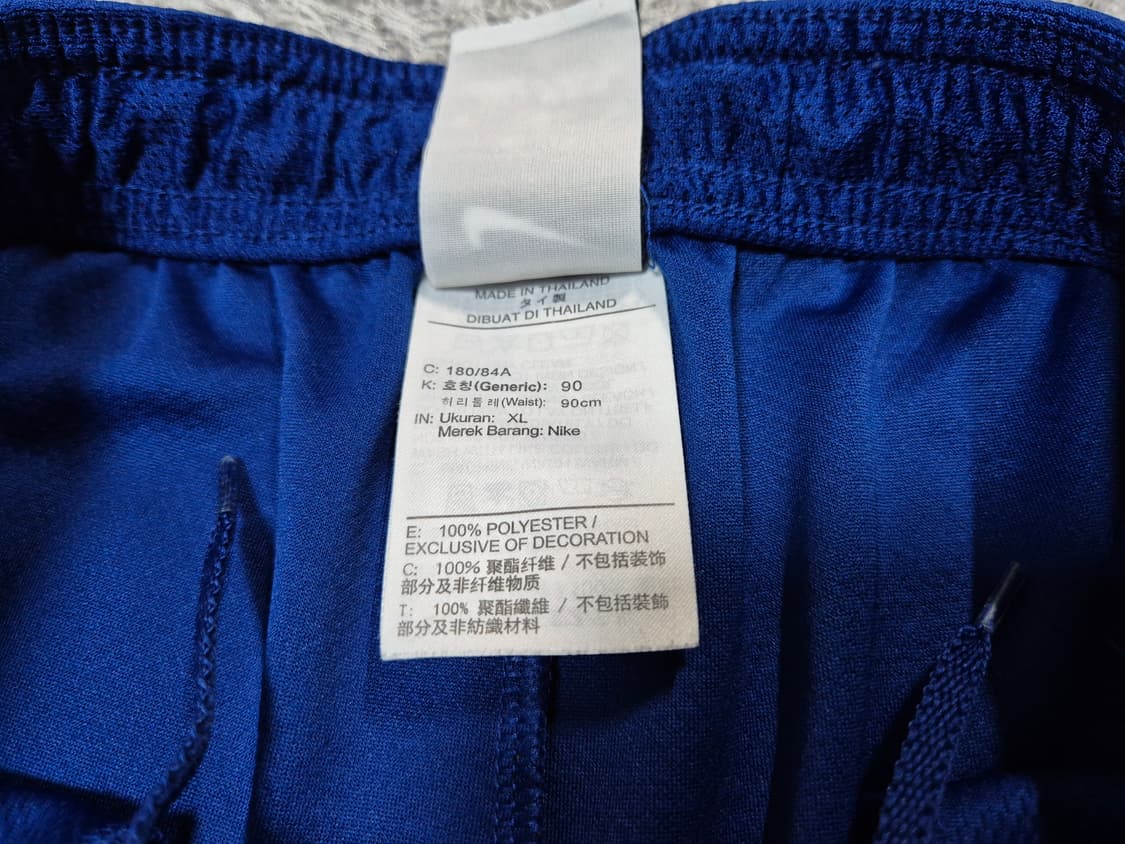 MADE IN THAILAND
タイ製
DIBUAT DI THAILAND
C: 180/84A
K: 호칭(Generic): 90
허리둘레(Waist): 90cm
IN: Ukuran: XL
Merek Barang: Nike
E: 100% POLYESTER /
EXCLUSIVE OF DECORATION
C: 100% 聚酯纤维 / 不包括装饰
部分及非纤维物质
T: 100% 聚酯纖維 / 不包括裝飾
部分及非紡織材料